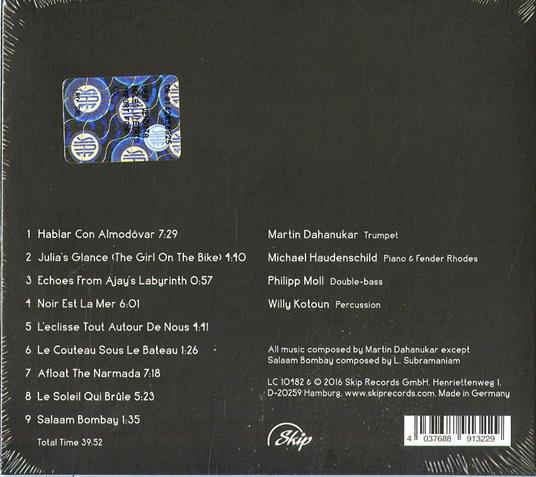 1 Hablar Con Almodóvar 7:29
2 Julia's Glance (The Girl On The Bike) 4:40
3 Echoes From Ajay's Labyrinth 0:57
4 Noir Est La Mer 6:01
5 L'eclisse Tout Autour De Nous 4:41
6 Le Couteau Sous Le Bateau 1:26
7 Afloat The Narmada 7:18
8 Le Soleil Qui Brûle 5:23
9 Salaam Bombay 1:35
Total Time 39:52
Martin Dahanukar Trumpet
Michael Haudenschild Piano & Fender Rhodes
Philipp Moll Double-bass
Willy Kotoun Percussion
All music composed by Martin Dahanukar except
Salaam Bombay composed by L. Subramaniam
LC 10482 & © 2016 Skip Records GmbH. Henriettenweg 1,
D-20259 Hamburg, www.skiprecords.com. Made in Germany
Skip
4 037688 913229